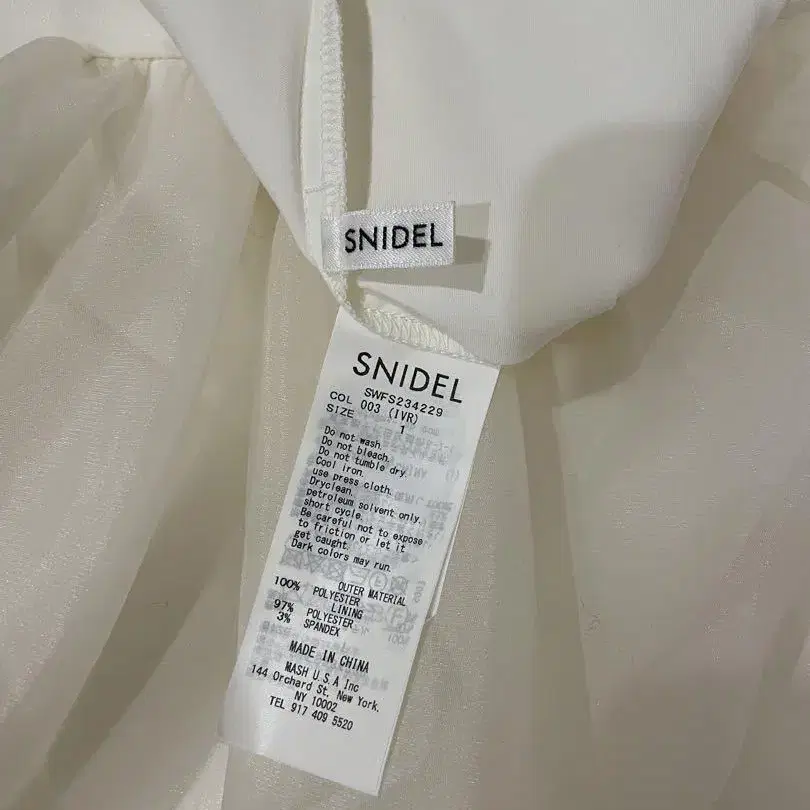 SNIDEL
SNIDEL
SWFS234229
COL 003 (IVR)
SIZE 1
Do not wash.
Do not bleach.
Do not tumble dry.
Cool iron.
use press cloth.
Dryclean.
petroleum solvent only.
short cycle.
Be careful not to expose
to friction or let it
get caught.
Dark colors may run.
OUTER MATERIAL
100% POLYESTER
LINING
97% POLYESTER
3% SPANDEX
MADE IN CHINA
MASH U.S.A Inc
144 Orchard St. New York.
NY 10002
TEL 917 409 5520